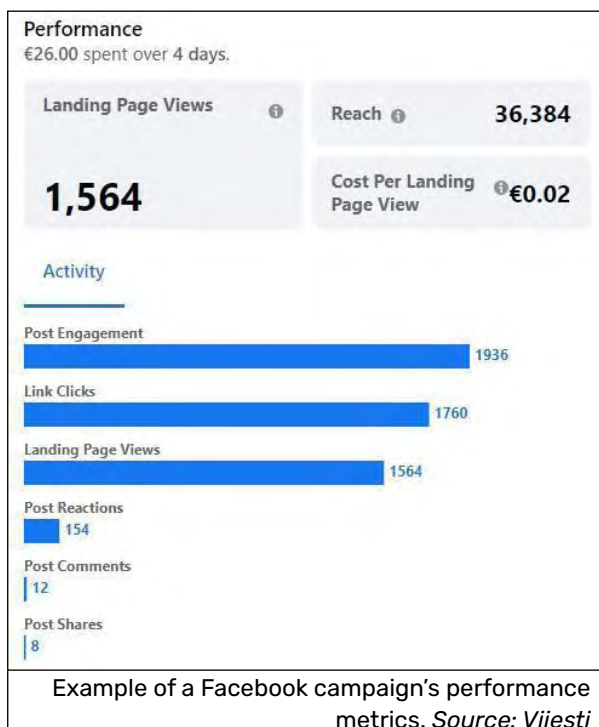 Performance
€26.00 spent over 4 days.
Landing Page Views
1,564
Reach
36,384
Cost Per Landing
Page View
€0.02
Activity
Post Engagement
1936
Link Clicks
1760
Landing Page Views
1564
Post Reactions
154
Post Comments
12
Post Shares
8
Example of a Facebook campaign’s performance
metrics. Source: Vijesti